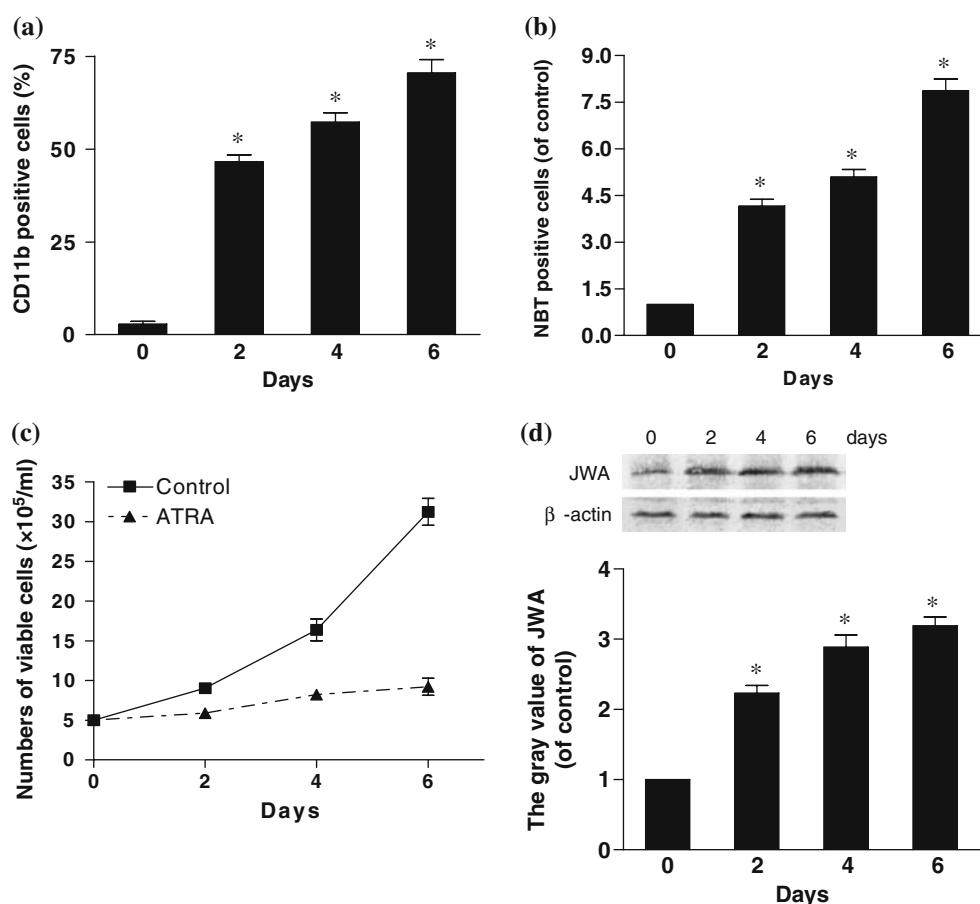 (a)
CD11b positive cells (%)
75
50
25
0
* * *
0 2 4 6
Days
(b)
NBT positive cells (of control)
9.0
7.5
6.0
4.5
3.0
1.5
0.0
* * *
0 2 4 6
Days
(c)
Numbers of viable cells (×10⁵/ml)
35
30
25
20
15
10
5
0
Control
ATRA
0 2 4 6
Days
(d)
0 2 4 6 days
JWA
β -actin
The gray value of JWA
(of control)
4
3
2
1
0
* * *
0 2 4 6
Days